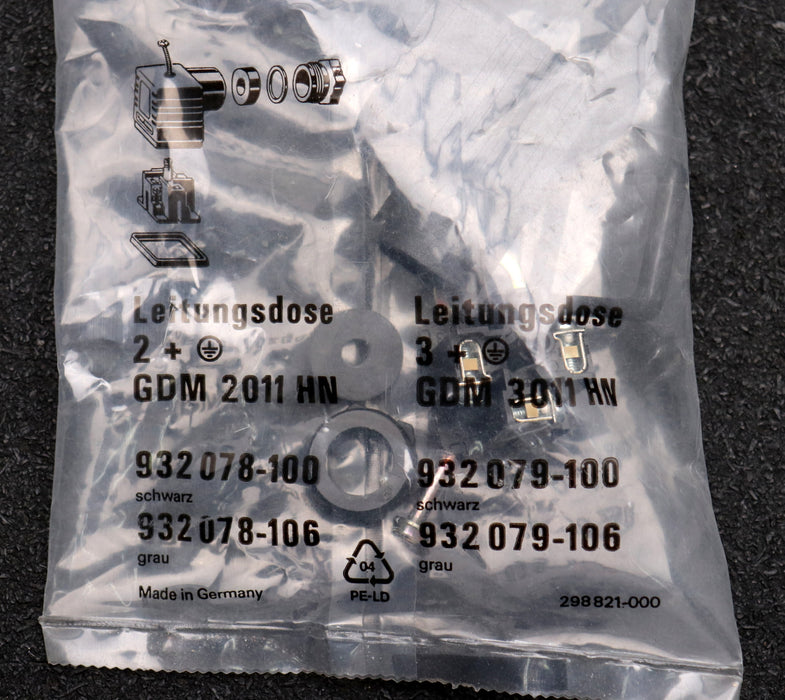 Leitungsdose
2 + ⏚
GDM 2011 HN
932 078-100
schwarz
932 078-106
grau
Made in Germany
Leitungsdose
3 + ⏚
GDM 3011 HN
932 079-100
schwarz
932 079-106
grau
04
PE-LD
298 821-000